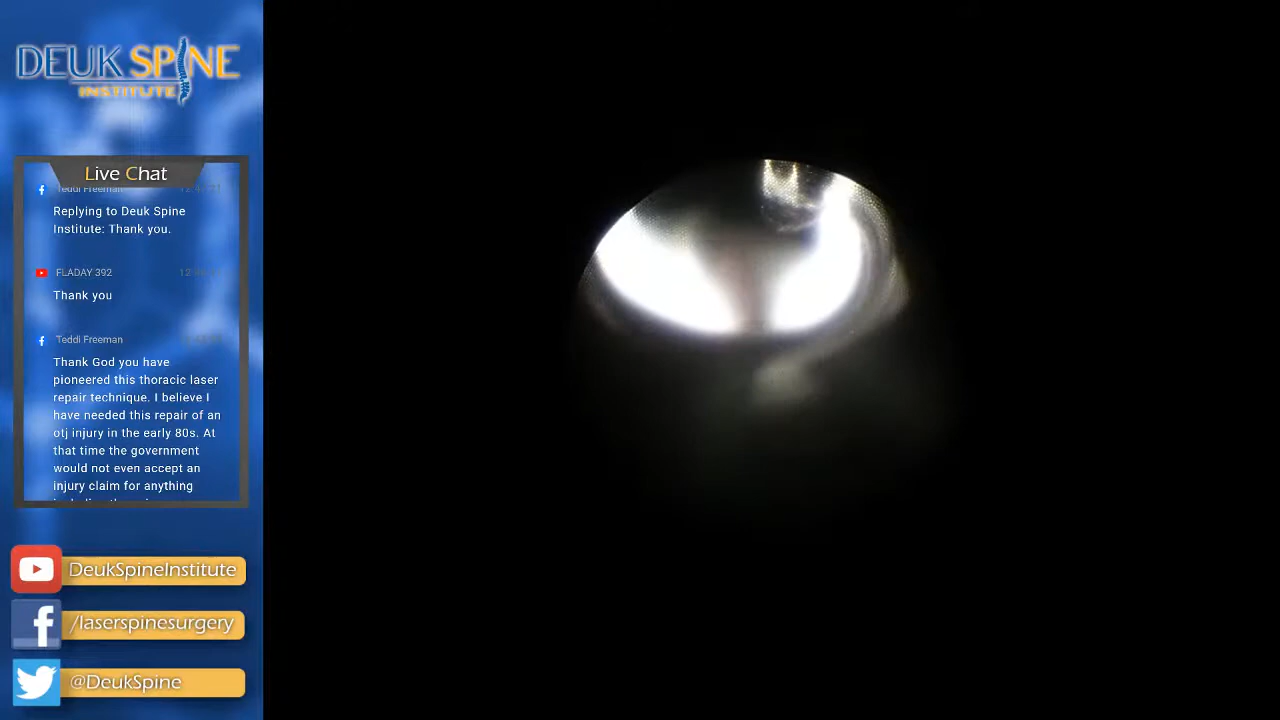 DEUK SPINE
INSTITUTE
Live Chat
Teddi Freeman
Replying to Deuk Spine
Institute: Thank you.
FLADAY 392
Thank you
Teddi Freeman
Thank God you have
pioneered this thoracic laser
repair technique. I believe I
have needed this repair of an
otj injury in the early 80s. At
that time the government
would not even accept an
injury claim for anything
DeukSpineInstitute
/laserspinesurgery
@DeukSpine